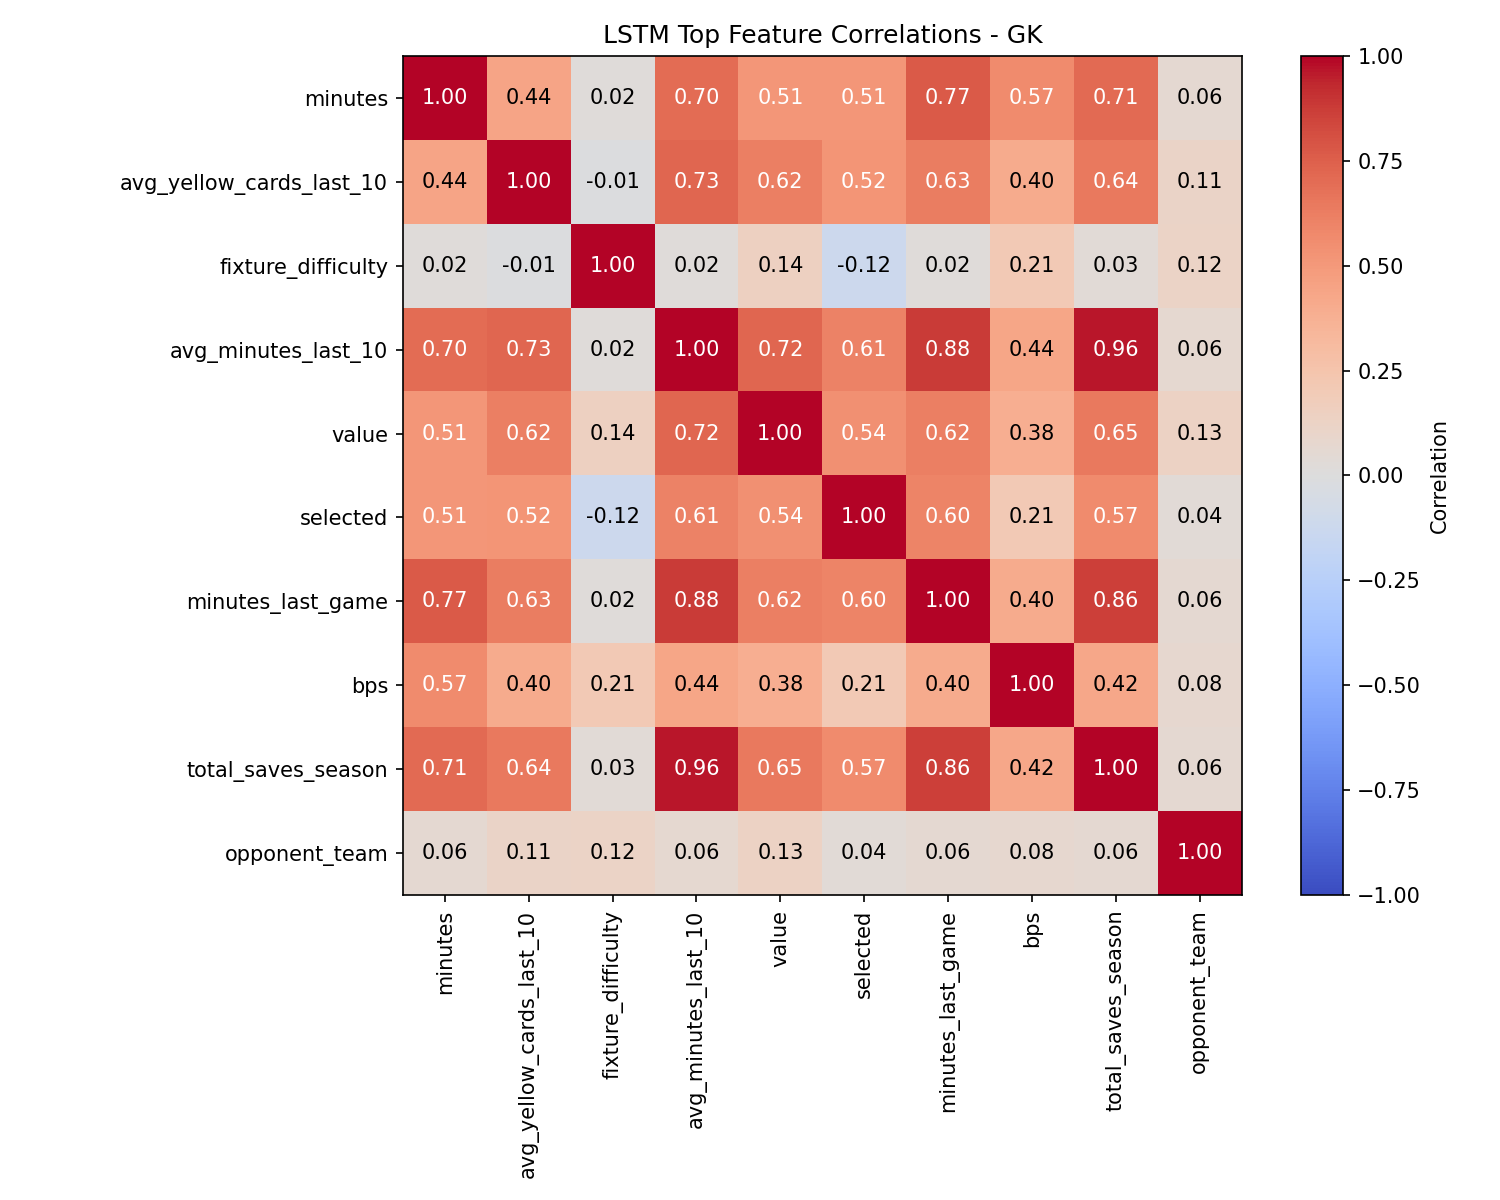 LSTM Top Feature Correlations - GK
minutes 1.00 0.44 0.02 0.70 0.51 0.51 0.77 0.57 0.71 0.06
avg_yellow_cards_last_10 0.44 1.00 -0.01 0.73 0.62 0.52 0.63 0.40 0.64 0.11
fixture_difficulty 0.02 -0.01 1.00 0.02 0.14 -0.12 0.02 0.21 0.03 0.12
avg_minutes_last_10 0.70 0.73 0.02 1.00 0.72 0.61 0.88 0.44 0.96 0.06
value 0.51 0.62 0.14 0.72 1.00 0.54 0.62 0.38 0.65 0.13
selected 0.51 0.52 -0.12 0.61 0.54 1.00 0.60 0.21 0.57 0.04
minutes_last_game 0.77 0.63 0.02 0.88 0.62 0.60 1.00 0.40 0.86 0.06
bps 0.57 0.40 0.21 0.44 0.38 0.21 0.40 1.00 0.42 0.08
total_saves_season 0.71 0.64 0.03 0.96 0.65 0.57 0.86 0.42 1.00 0.06
opponent_team 0.06 0.11 0.12 0.06 0.13 0.04 0.06 0.08 0.06 1.00
minutes
avg_yellow_cards_last_10
fixture_difficulty
avg_minutes_last_10
value
selected
minutes_last_game
bps
total_saves_season
opponent_team
1.00
0.75
0.50
0.25
0.00
−0.25
−0.50
−0.75
−1.00
Correlation